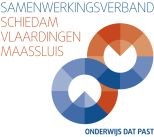 SAMENWERKINGSVERBAND
SCHIEDAM
VLAARDINGEN
MAASSLUIS
ONDERWIJS DAT PAST